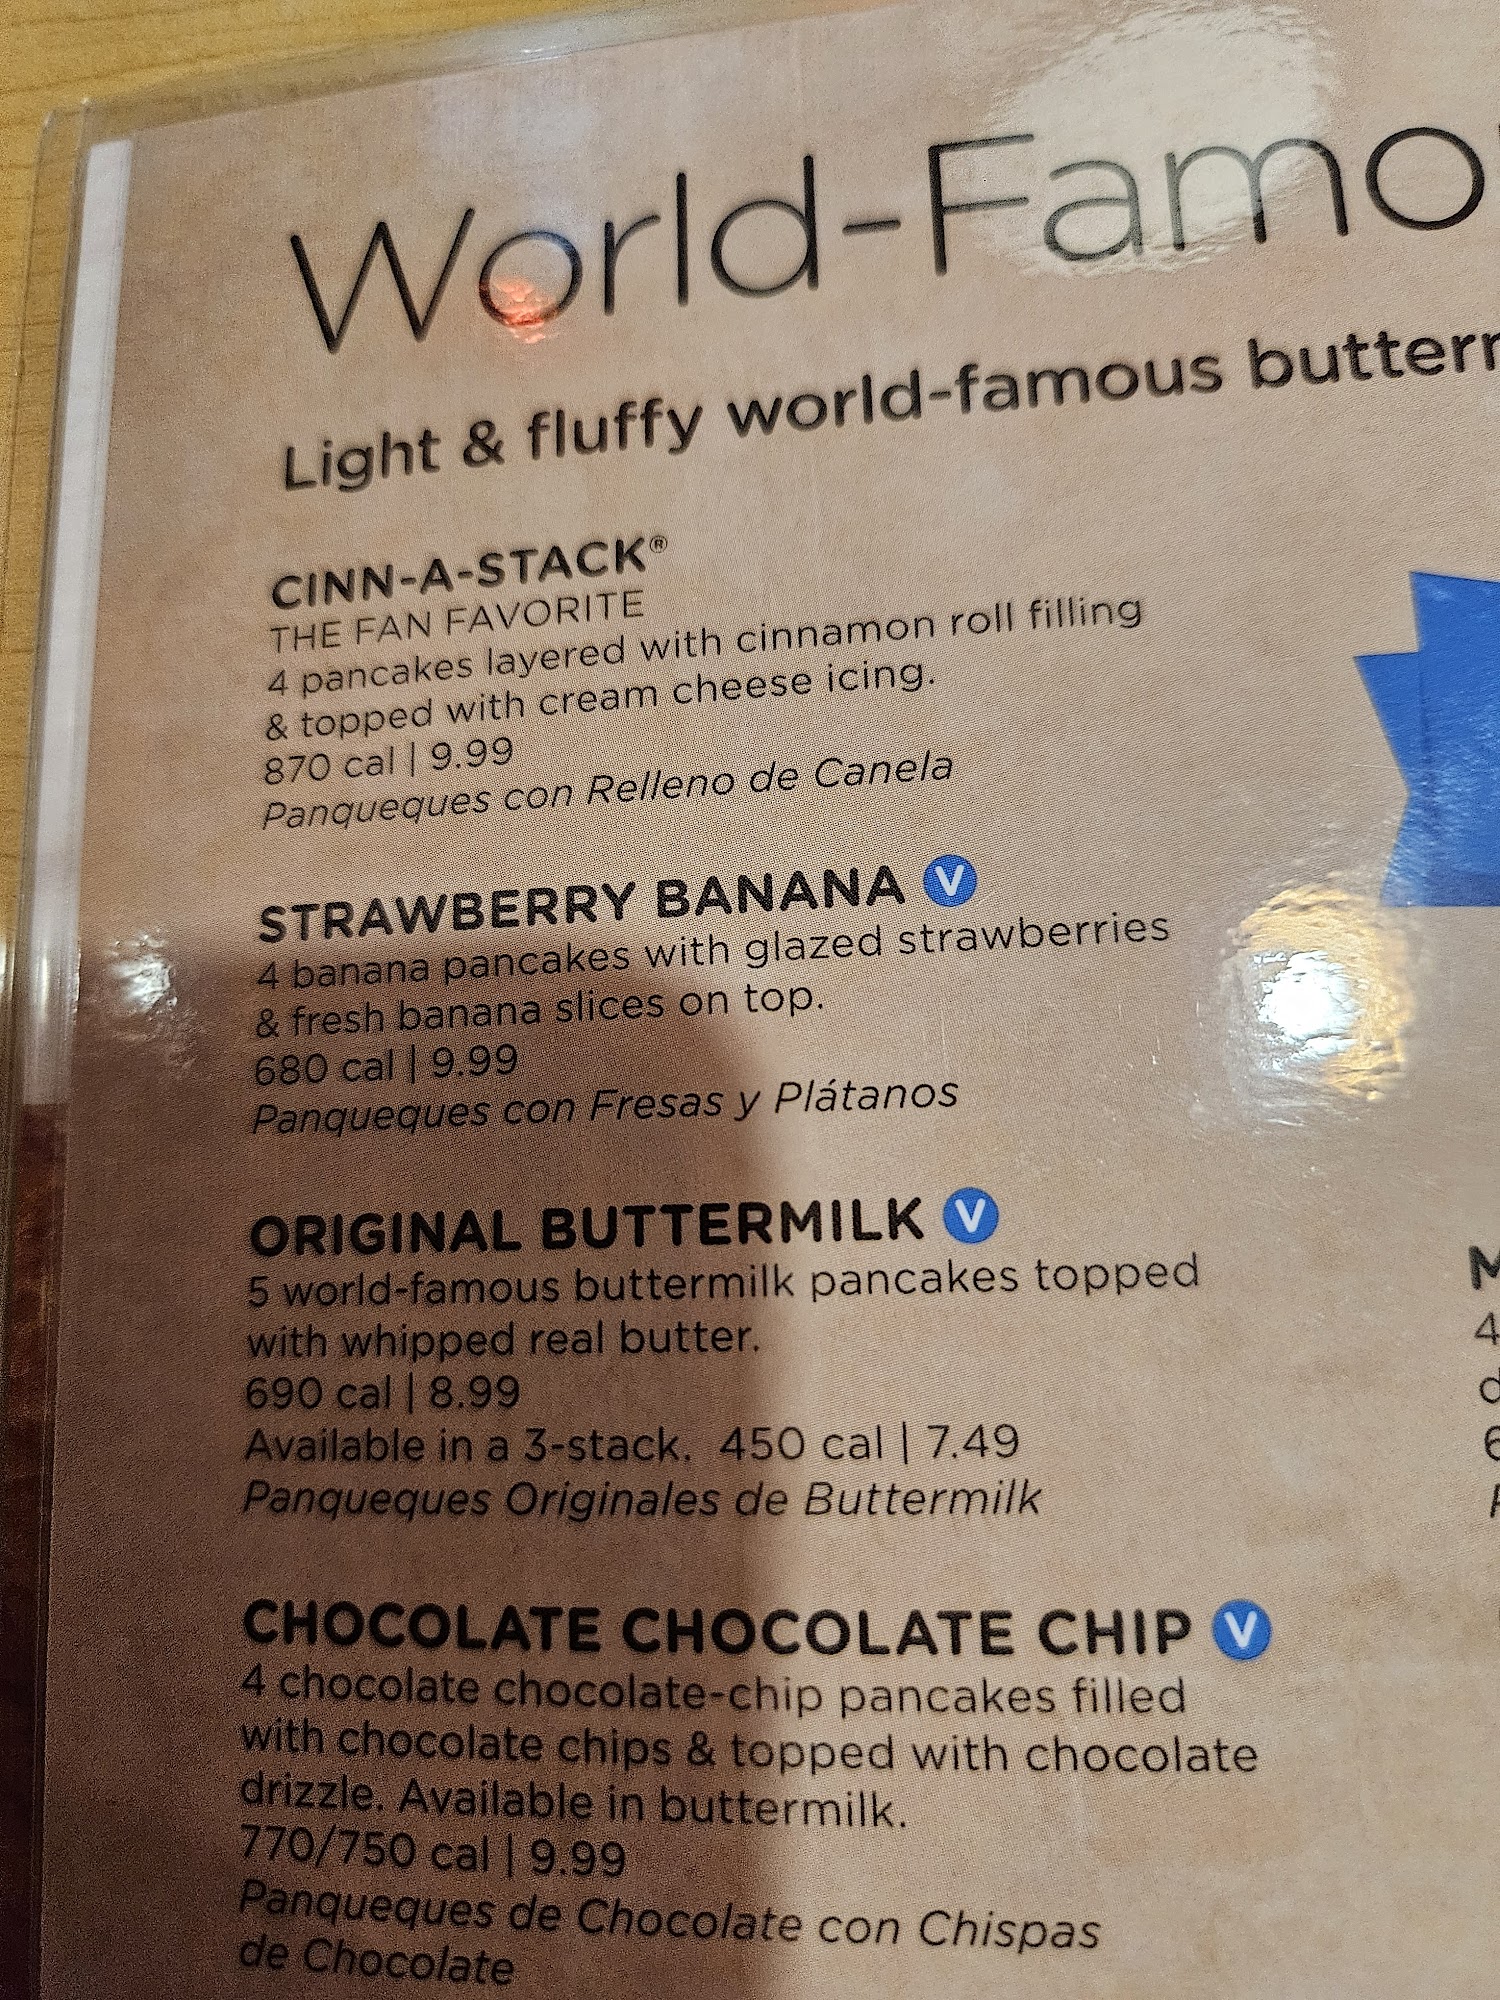 World-Famo
Light & fluffy world-famous butter
CINN-A-STACK®
THE FAN FAVORITE
4 pancakes layered with cinnamon roll filling
& topped with cream cheese icing.
870 cal | 9.99
Panqueques con Relleno de Canela
STRAWBERRY BANANA V
4 banana pancakes with glazed strawberries
& fresh banana slices on top.
680 cal | 9.99
Panqueques con Fresas y Plátanos
ORIGINAL BUTTERMILK V
5 world-famous buttermilk pancakes topped
with whipped real butter.
690 cal | 8.99
Available in a 3-stack. 450 cal | 7.49
Panqueques Originales de Buttermilk
CHOCOLATE CHOCOLATE CHIP V
4 chocolate chocolate-chip pancakes filled
with chocolate chips & topped with chocolate
drizzle. Available in buttermilk.
770/750 cal | 9.99
Panqueques de Chocolate con Chispas
de Chocolate
M
4
d
6